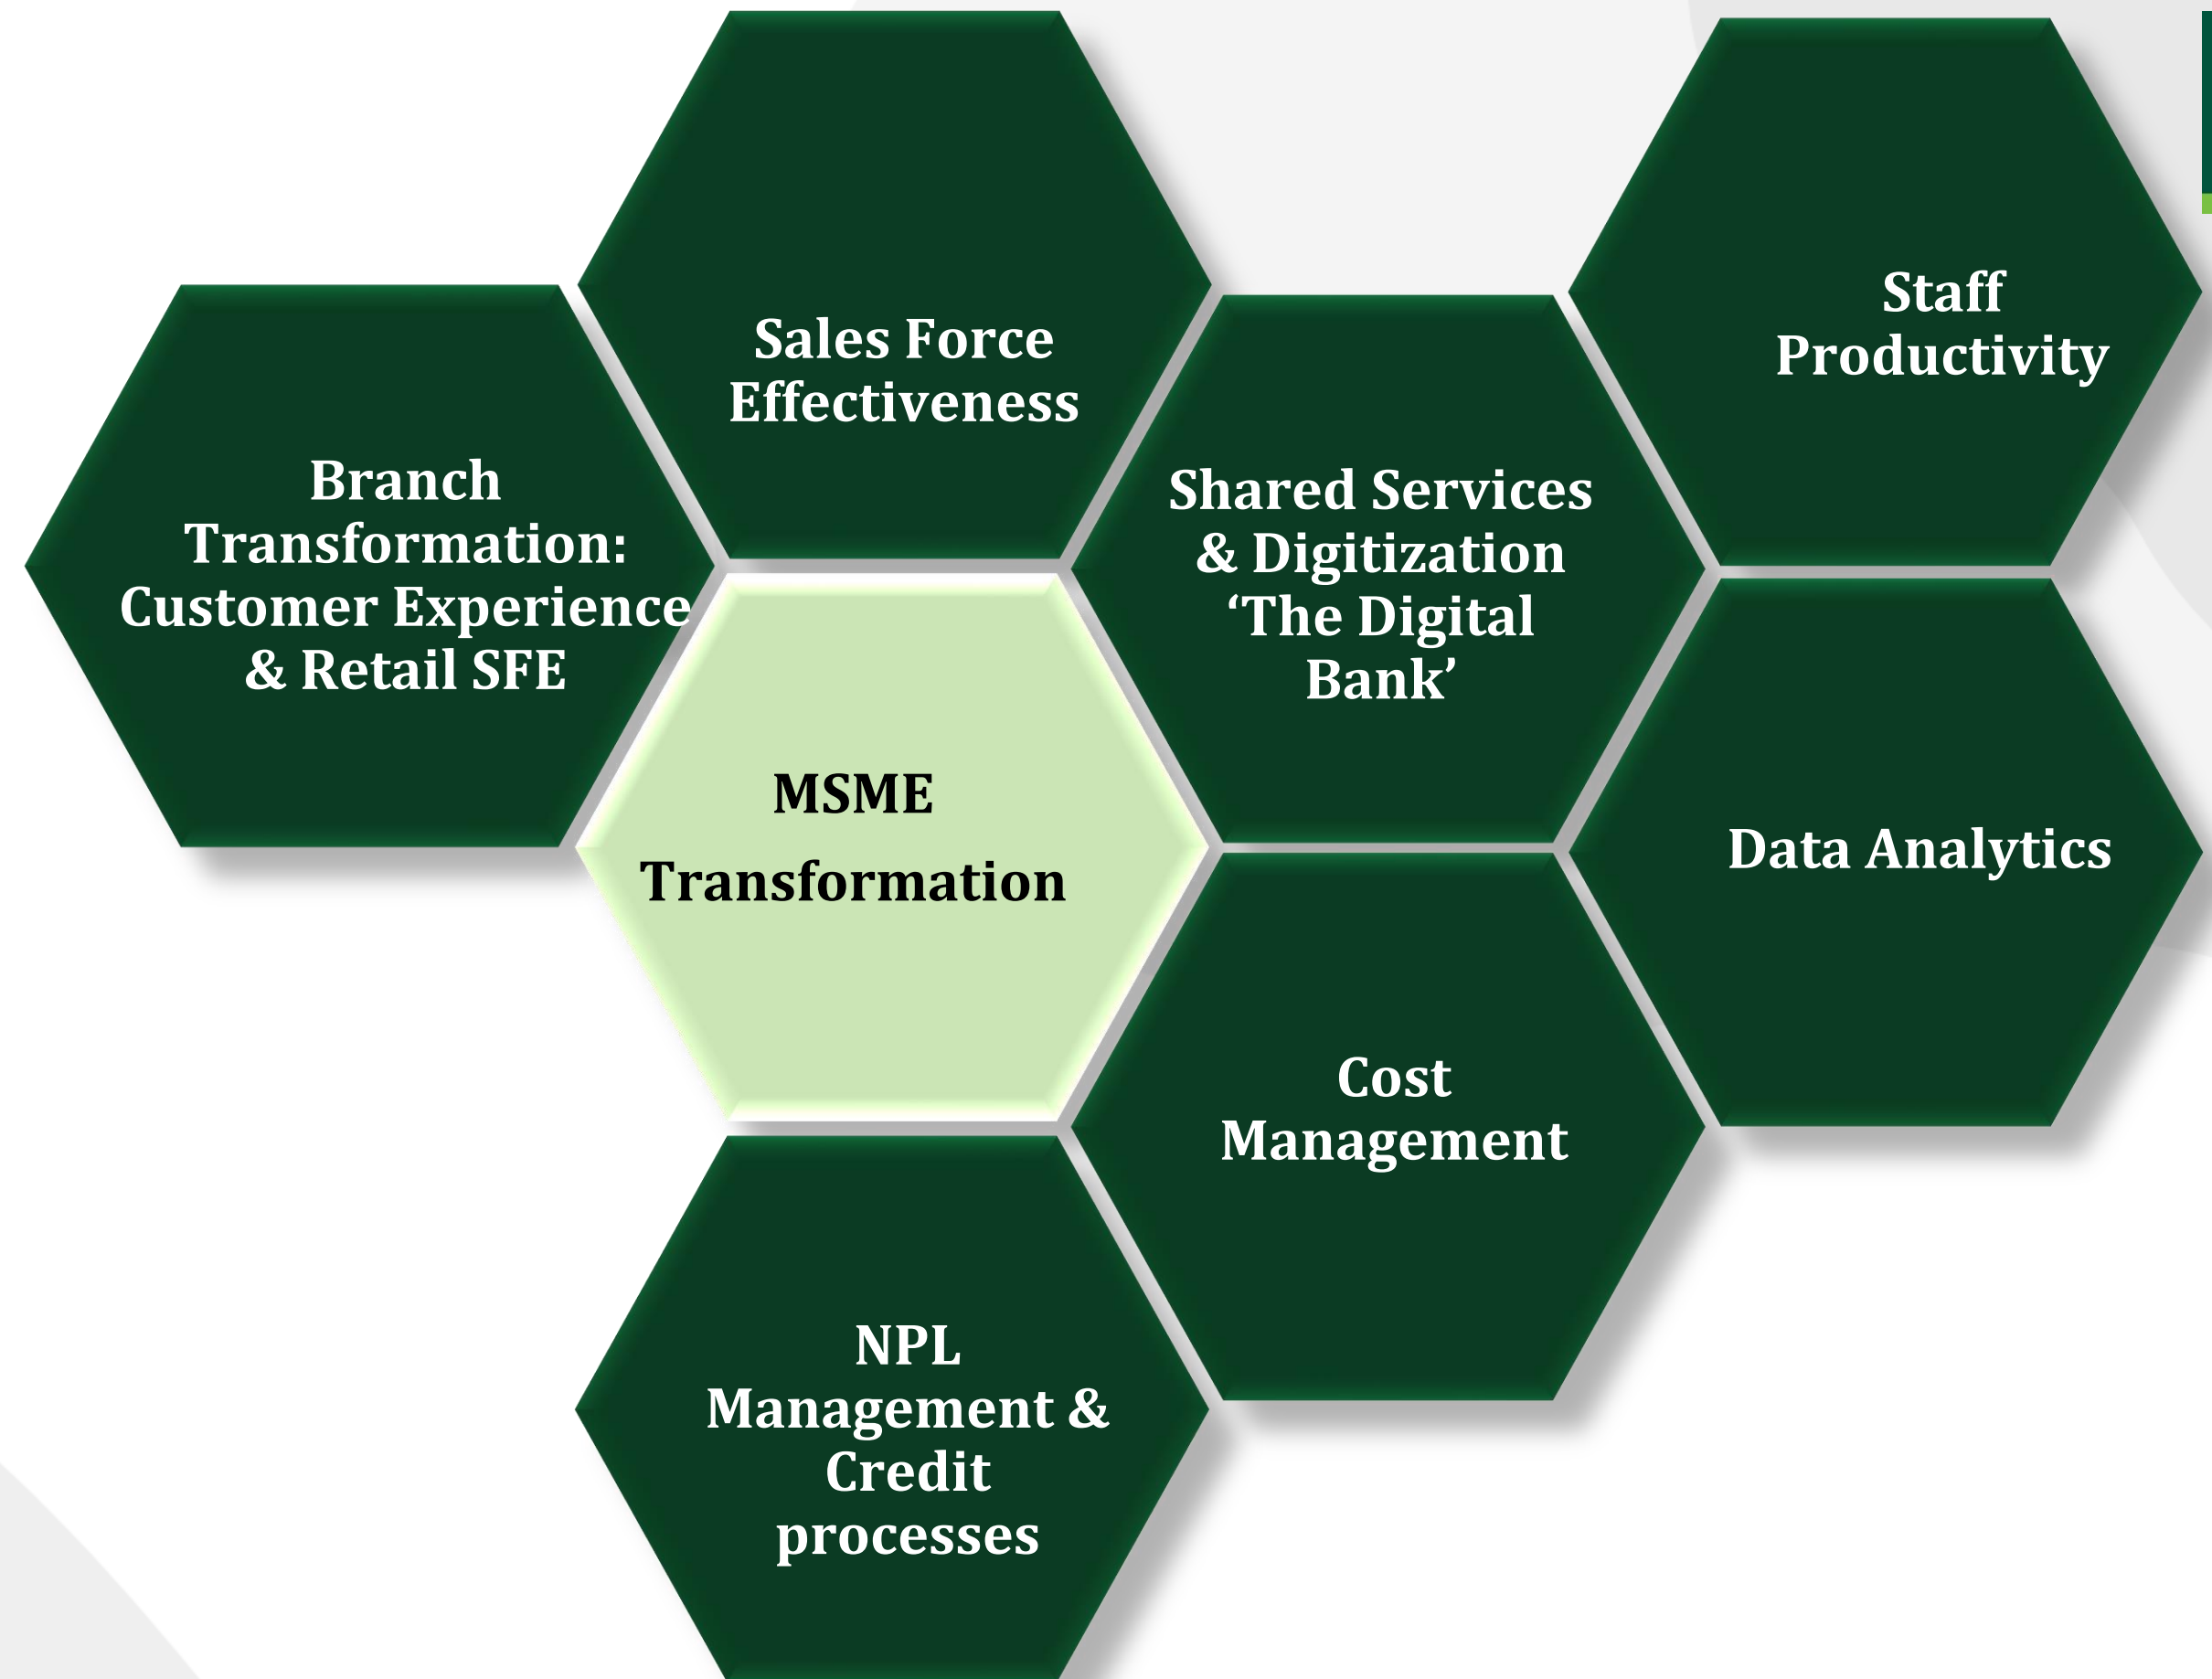 Sales Force
Effectiveness
Staff
Productivity
Branch
Transformation:
Customer Experience
& Retail SFE
Shared Services
& Digitization
‘The Digital
Bank’
MSME
Transformation
Data Analytics
Cost
Management
NPL
Management &
Credit
processes